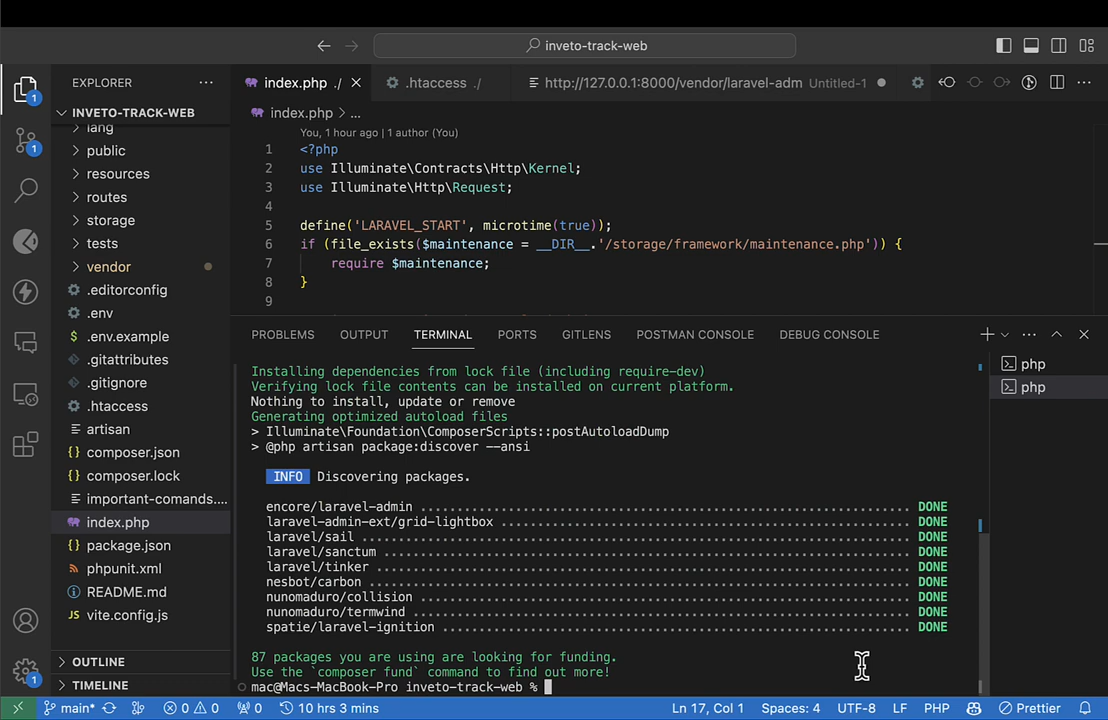 inveto-track-web
EXPLORER
index.php ./
.htaccess ./
http://127.0.0.1:8000/vendor/laravel-adm Untitled-1
INVETO-TRACK-WEB
index.php > ...
lang
public
resources
routes
storage
tests
vendor
.editorconfig
.env
.env.example
.gitattributes
.gitignore
.htaccess
artisan
composer.json
composer.lock
important-comands....
index.php
package.json
phpunit.xml
README.md
vite.config.js
OUTLINE
TIMELINE
1
1
1
You, 1 hour ago | 1 author (You)
1 <?php
2 use Illuminate\Contracts\Http\Kernel;
3 use Illuminate\Http\Request;
4
5 define('LARAVEL_START', microtime(true));
6 if (file_exists($maintenance = __DIR__.'/storage/framework/maintenance.php')) {
7 require $maintenance;
8 }
9
PROBLEMS OUTPUT TERMINAL PORTS GITLENS POSTMAN CONSOLE DEBUG CONSOLE
php
php
Installing dependencies from lock file (including require-dev)
Verifying lock file contents can be installed on current platform.
Nothing to install, update or remove
Generating optimized autoload files
> Illuminate\Foundation\ComposerScripts::postAutoloadDump
> @php artisan package:discover --ansi
INFO Discovering packages.
encore/laravel-admin ........ DONE
laravel-admin-ext/grid-lightbox ........ DONE
laravel/sail ........ DONE
laravel/sanctum ........ DONE
laravel/tinker ........ DONE
nesbot/carbon ........ DONE
nunomaduro/collision ........ DONE
nunomaduro/termwind ........ DONE
spatie/laravel-ignition ........ DONE
87 packages you are using are looking for funding.
Use the `composer fund` command to find out more!
mac@Macs-MacBook-Pro inveto-track-web %
main* 0 0 0 10 hrs 3 mins Ln 17, Col 1 Spaces: 4 UTF-8 LF PHP Prettier